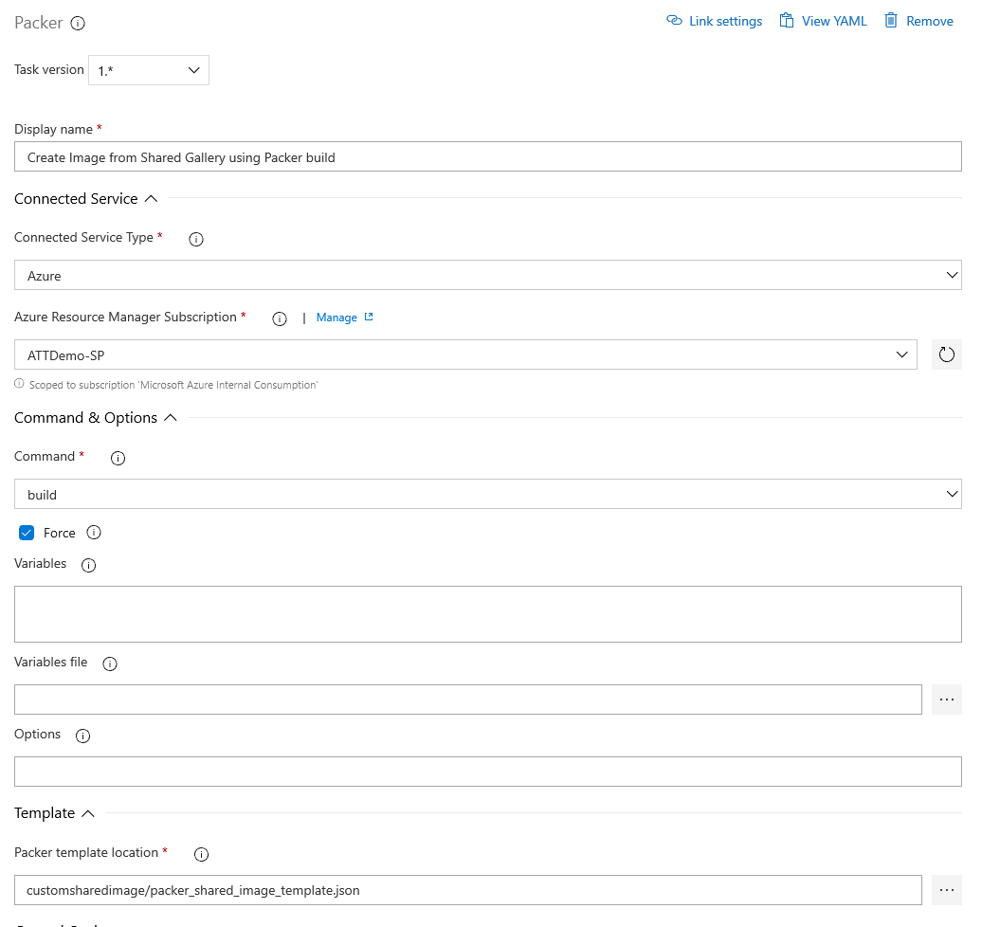 Packer
Link settings
View YAML
Remove
Task version 1.*
Display name *
Create Image from Shared Gallery using Packer build
Connected Service
Connected Service Type *
Azure
Azure Resource Manager Subscription * | Manage
ATTDemo-SP
Scoped to subscription 'Microsoft Azure Internal Consumption'
Command & Options
Command *
build
Force
Variables
Variables file
...
Options
Template
Packer template location *
customsharedimage/packer_shared_image_template.json
...